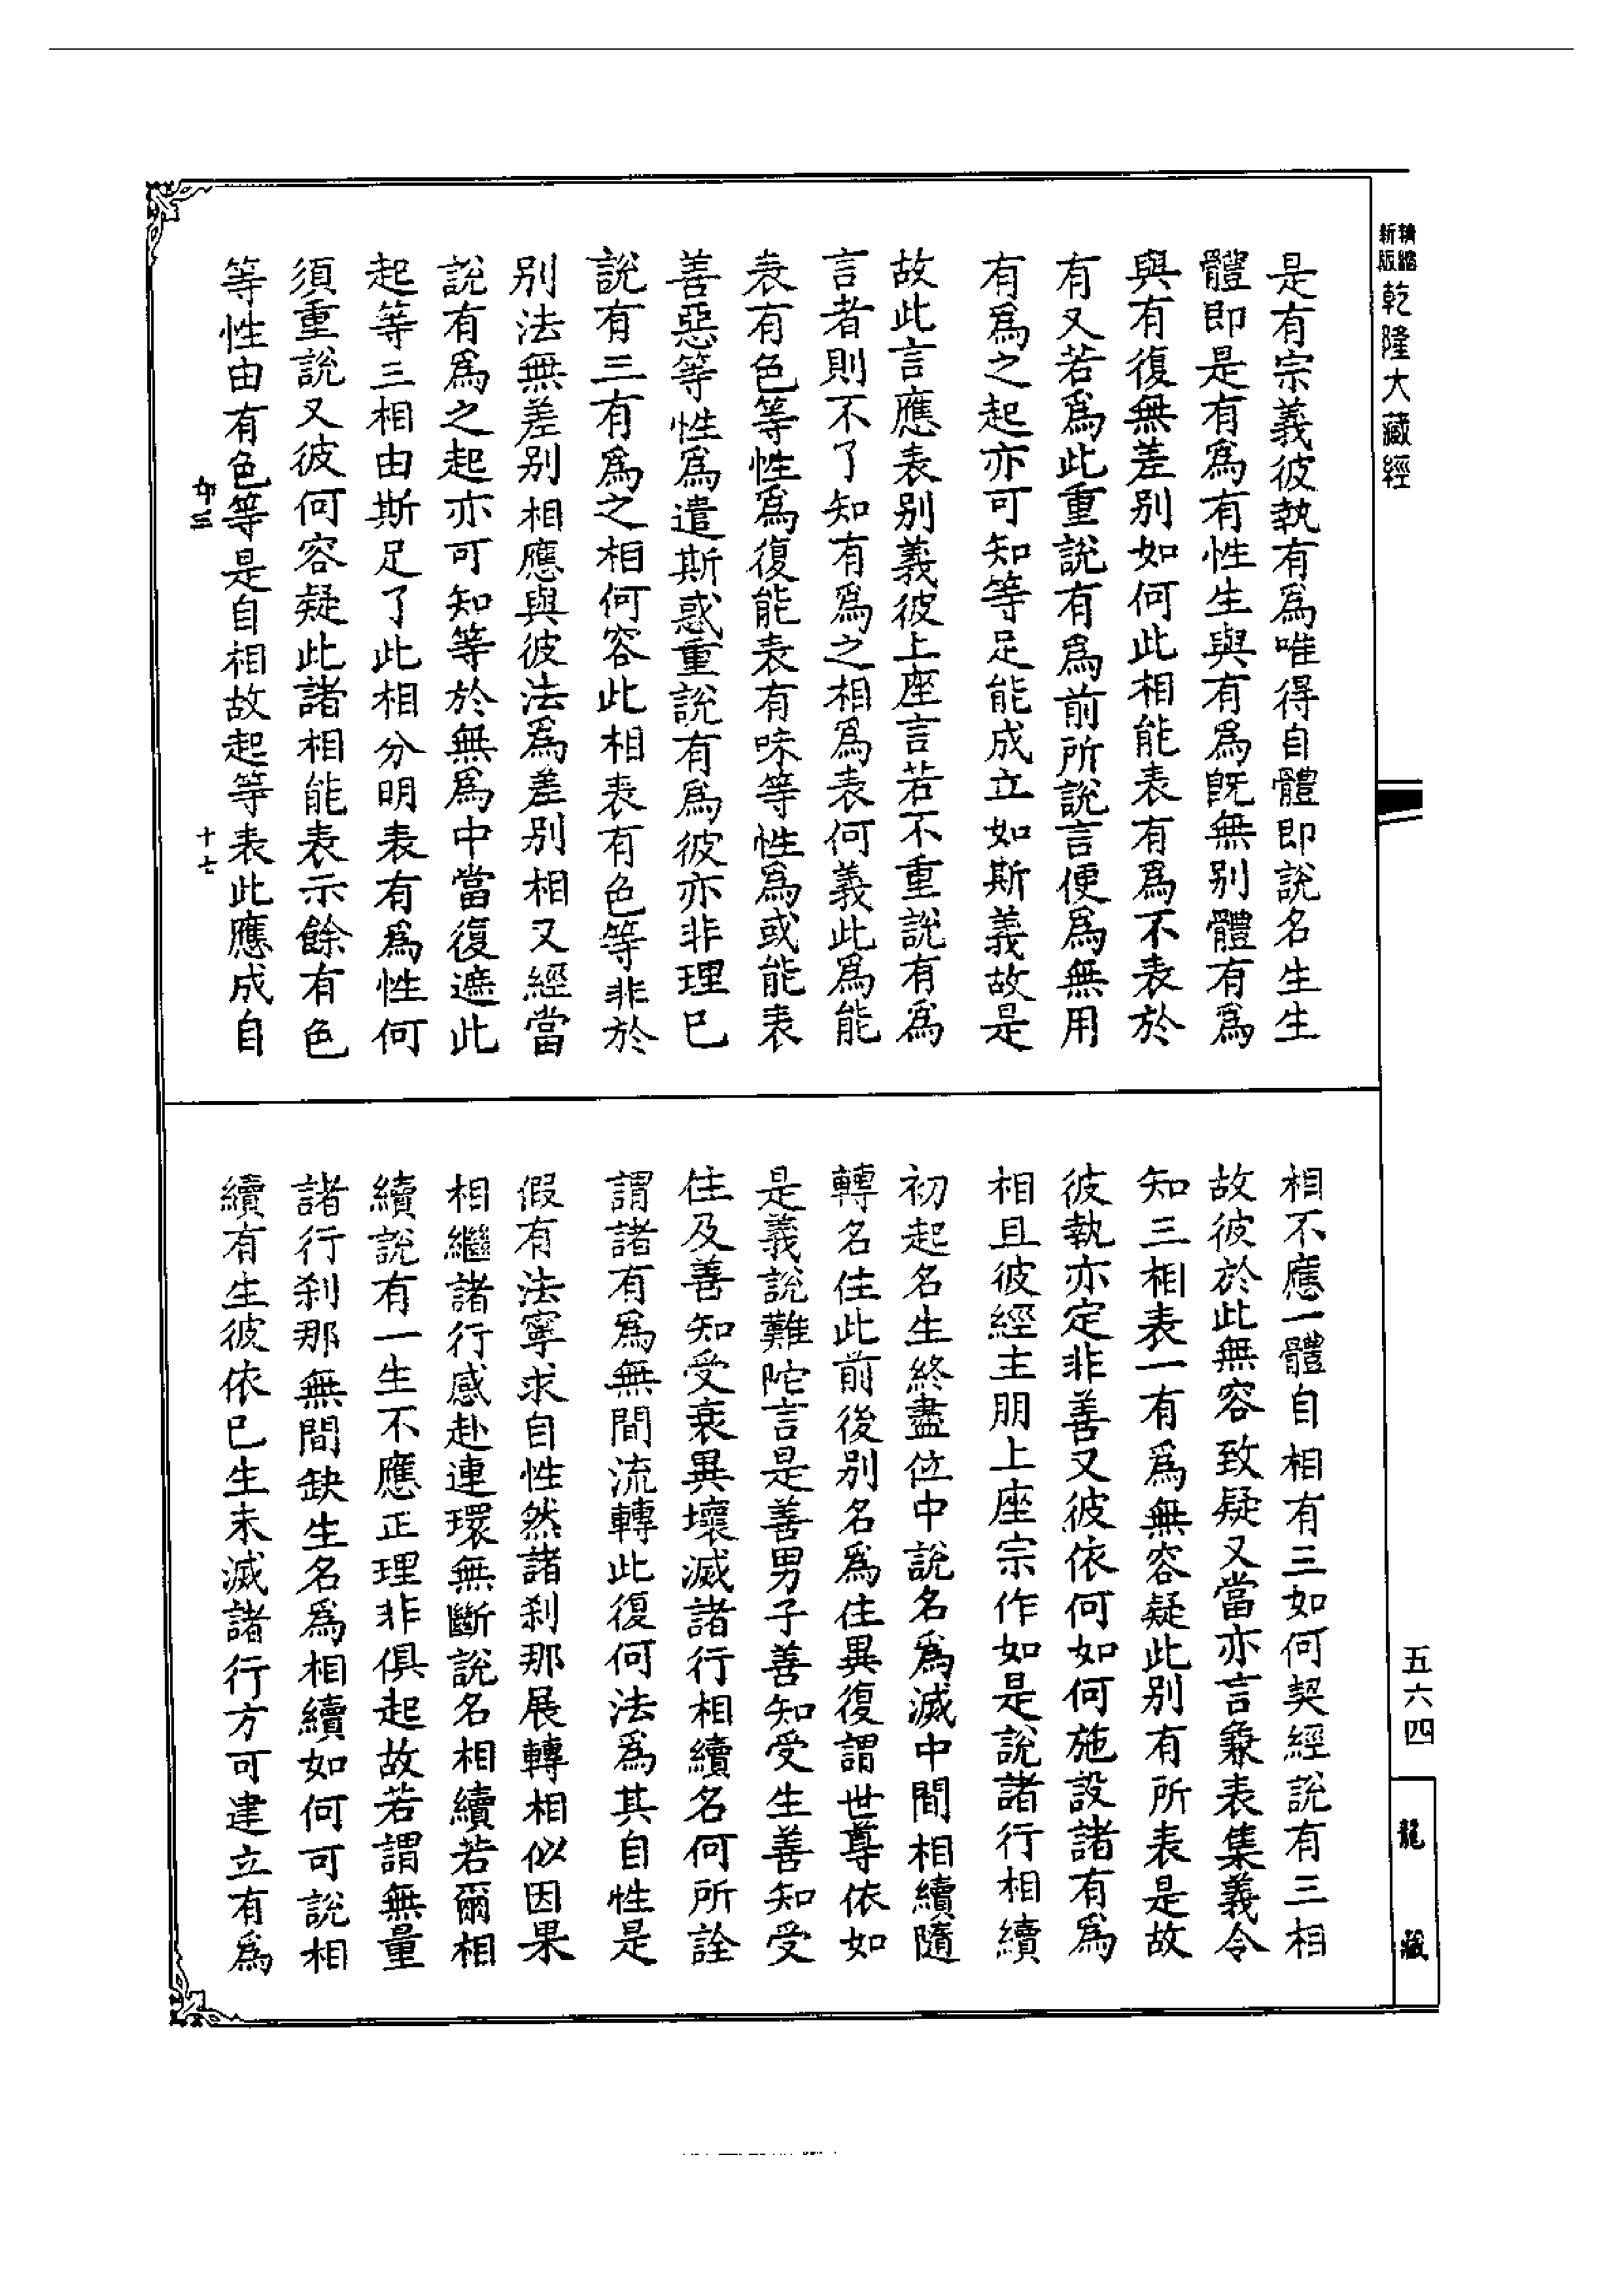 精縮
新版
乾隆大藏經
是有宗義彼執有爲唯得自體即說名生生
體即是有爲有性生與有爲旣無别體有爲
與有復無差别如何此相能表有爲不表於
有又若爲此重說有爲前所說言便爲無用
有爲之起亦可知等足能成立如斯義故是
故此言應表别義彼上座言若不重說有爲
言者則不了知有爲之相爲表何義此爲能
表有色等性爲復能表有味等性爲或能表
善惡等性爲遣斯惑重說有爲彼亦非理已
說有三有爲之相何容此相表有色等非於
别法無差别相應與彼法爲差别相又經當
說有爲之起亦可知等於無爲中當復遮此
起等三相由斯足了此相分明表有爲性何
須重說又彼何容疑此諸相能表示餘有色
等性由有色等是自相故起等表此應成自
十七
相不應一體自相有三如何契經說有三相
故彼於此無容致疑又當亦言兼表集義令
知三相表一有爲無容疑此别有所表是故
彼執亦定非善又彼依何如何施設諸有爲
相且彼經主朋上座宗作如是說諸行相續
初起名生終盡位中說名爲滅中間相續隨
轉名住此前後别名爲住異復謂世尊依如
是義說難陀言是善男子善知受生善知受
住及善知受衰異壞滅諸行相續名何所詮
謂諸有爲無間流轉此復何法爲其自性是
假有法寧求自性然諸刹那展轉相似因果
相繼諸行感赴連環無斷說名相續若爾相
續說有一生不應正理非俱起故若謂無量
諸行刹那無間缺生名爲相續如何可說相
續有生彼依已生未滅諸行方可建立有爲
五六四
龍藏